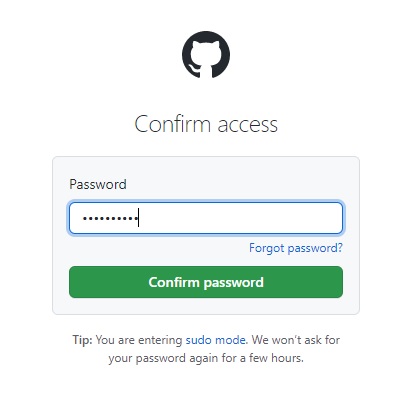 Confirm access
Password
••••••••••
Forgot password?
Confirm password
Tip: You are entering sudo mode. We won't ask for
your password again for a few hours.